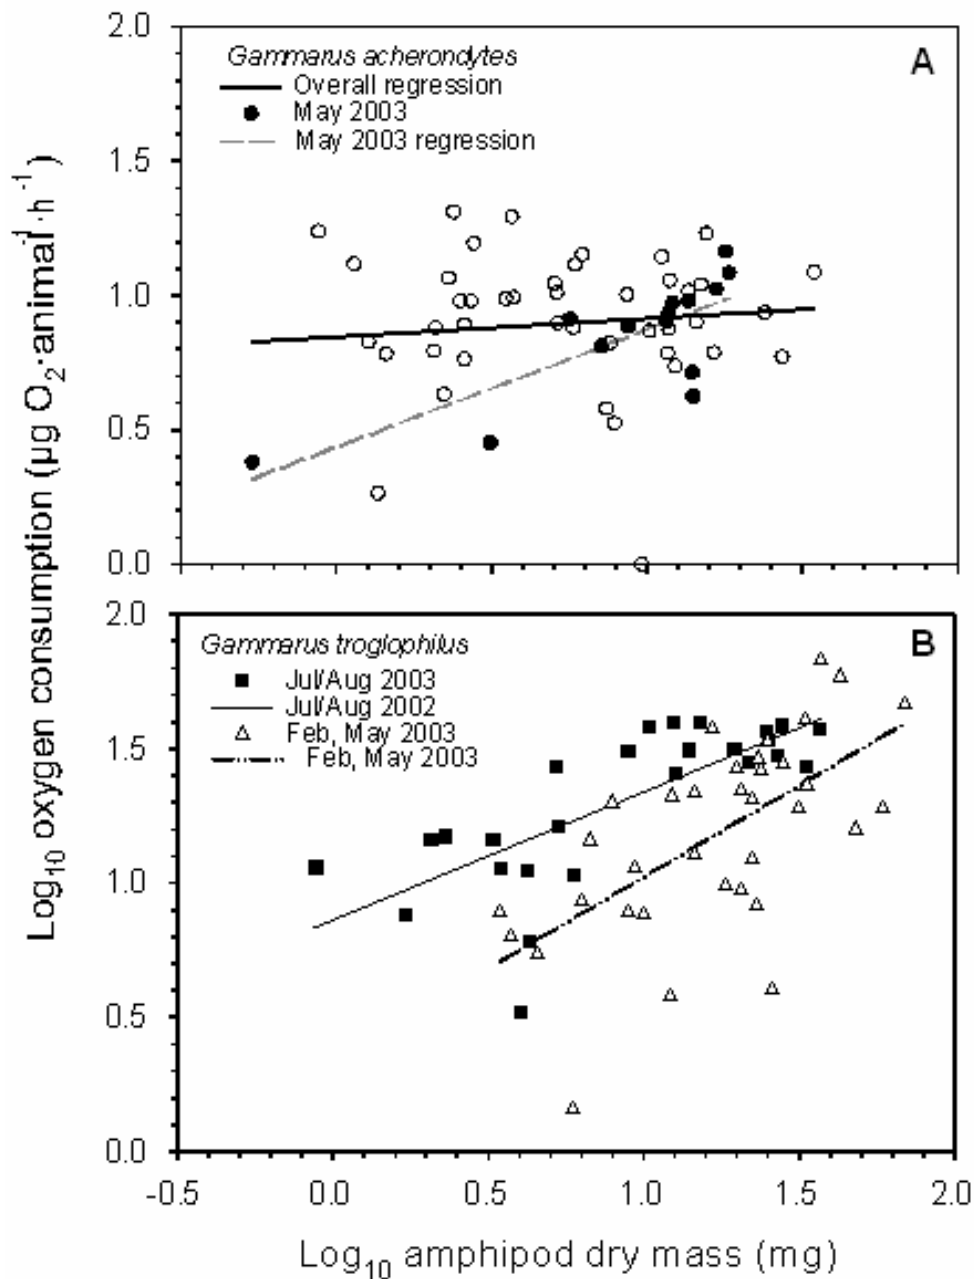 Log₁₀ oxygen consumption (µg O₂·animal⁻¹·h⁻¹)
2.0
1.5
1.0
0.5
0.0
A
Gammarus acherondytes
Overall regression
May 2003
May 2003 regression
2.0
1.5
1.0
0.5
0.0
B
Gammarus troglophilus
Jul/Aug 2003
Jul/Aug 2002
Feb, May 2003
Feb, May 2003
-0.5 0.0 0.5 1.0 1.5 2.0
Log₁₀ amphipod dry mass (mg)